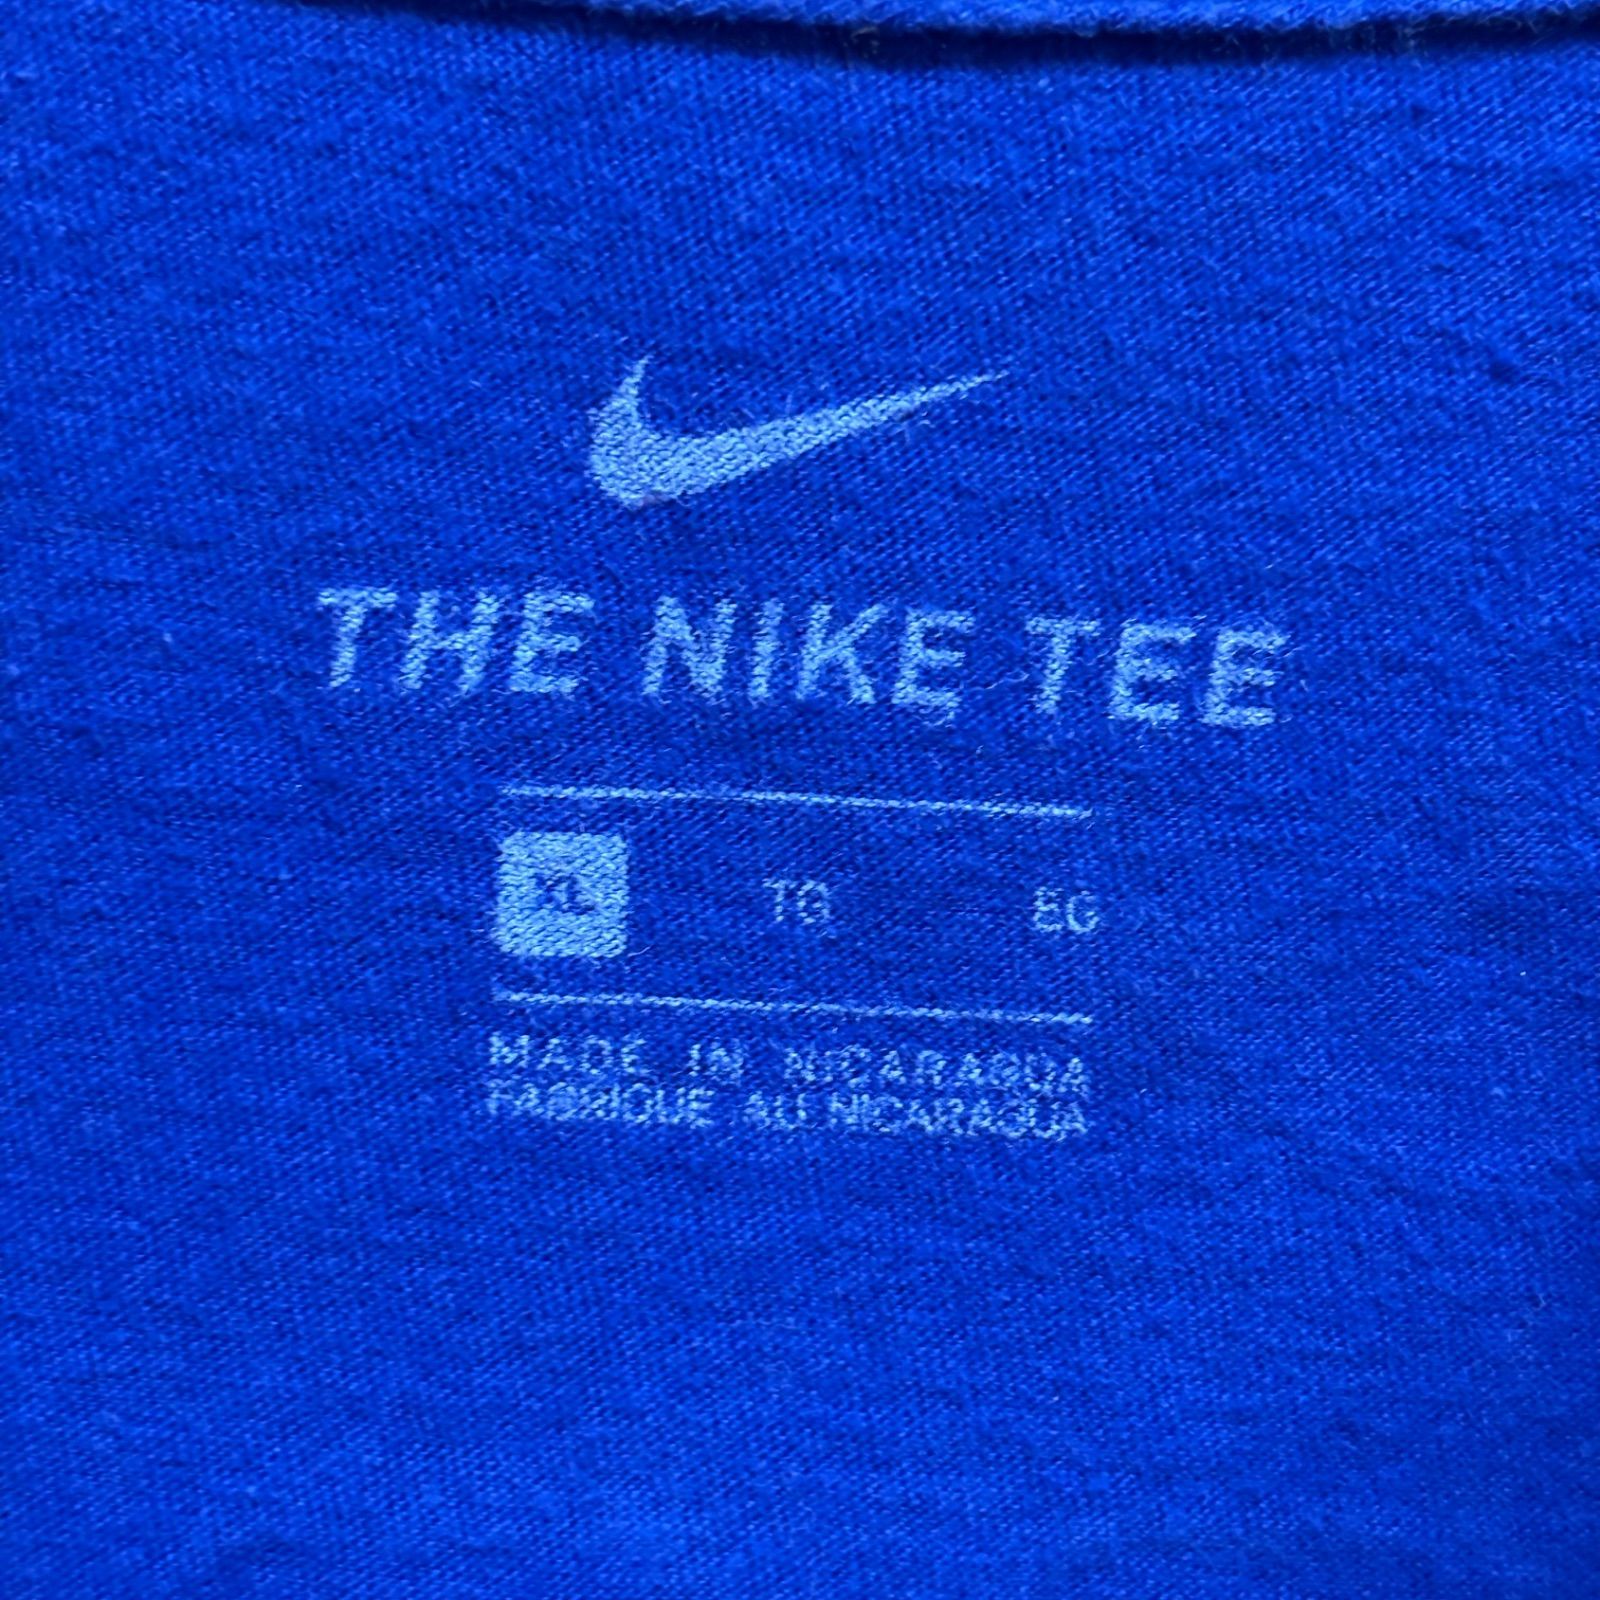 THE NIKE TEE
XL TG EG
MADE IN NICARAGUA
FABRIQUE AU NICARAGUA